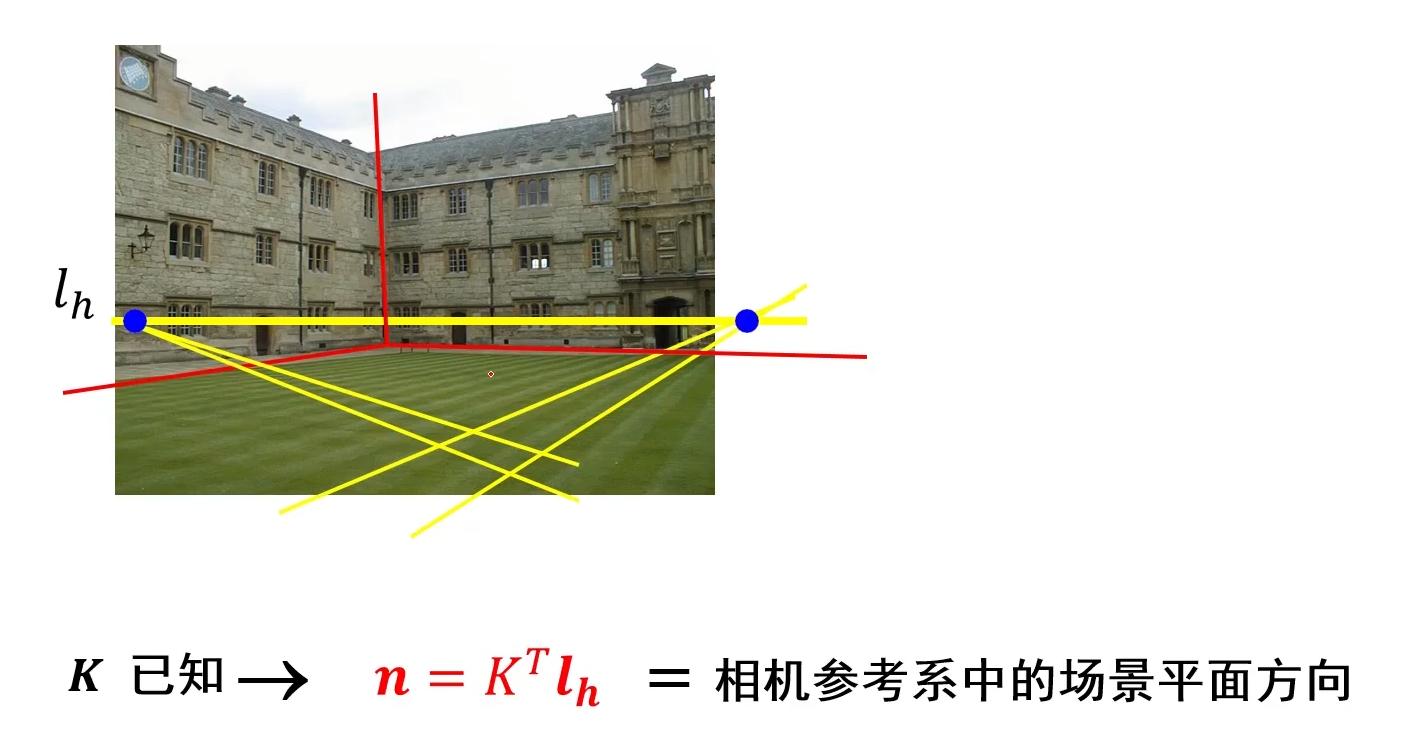 l_h
K 已知 → n = K^T l_h = 相机参考系中的场景平面方向